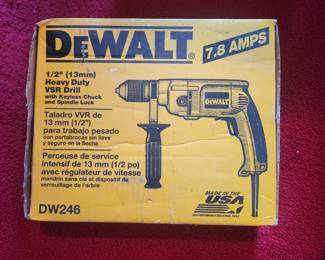 DEWALT®
7.8 AMPS
1/2" (13mm)
Heavy Duty
VSR Drill
with Keyless Chuck
and Spindle Lock
DEWALT
Taladro VVR de
13 mm (1/2")
para trabajo pesado
con portabrocas sin llave
y seguro en la flecha
Perceuse de service
intensif de 13 mm (1/2 po)
avec régulateur de vitesse
mandrin sans clé et dispositif de
verrouillage de l'arbre
MADE IN THE
USA
DW246